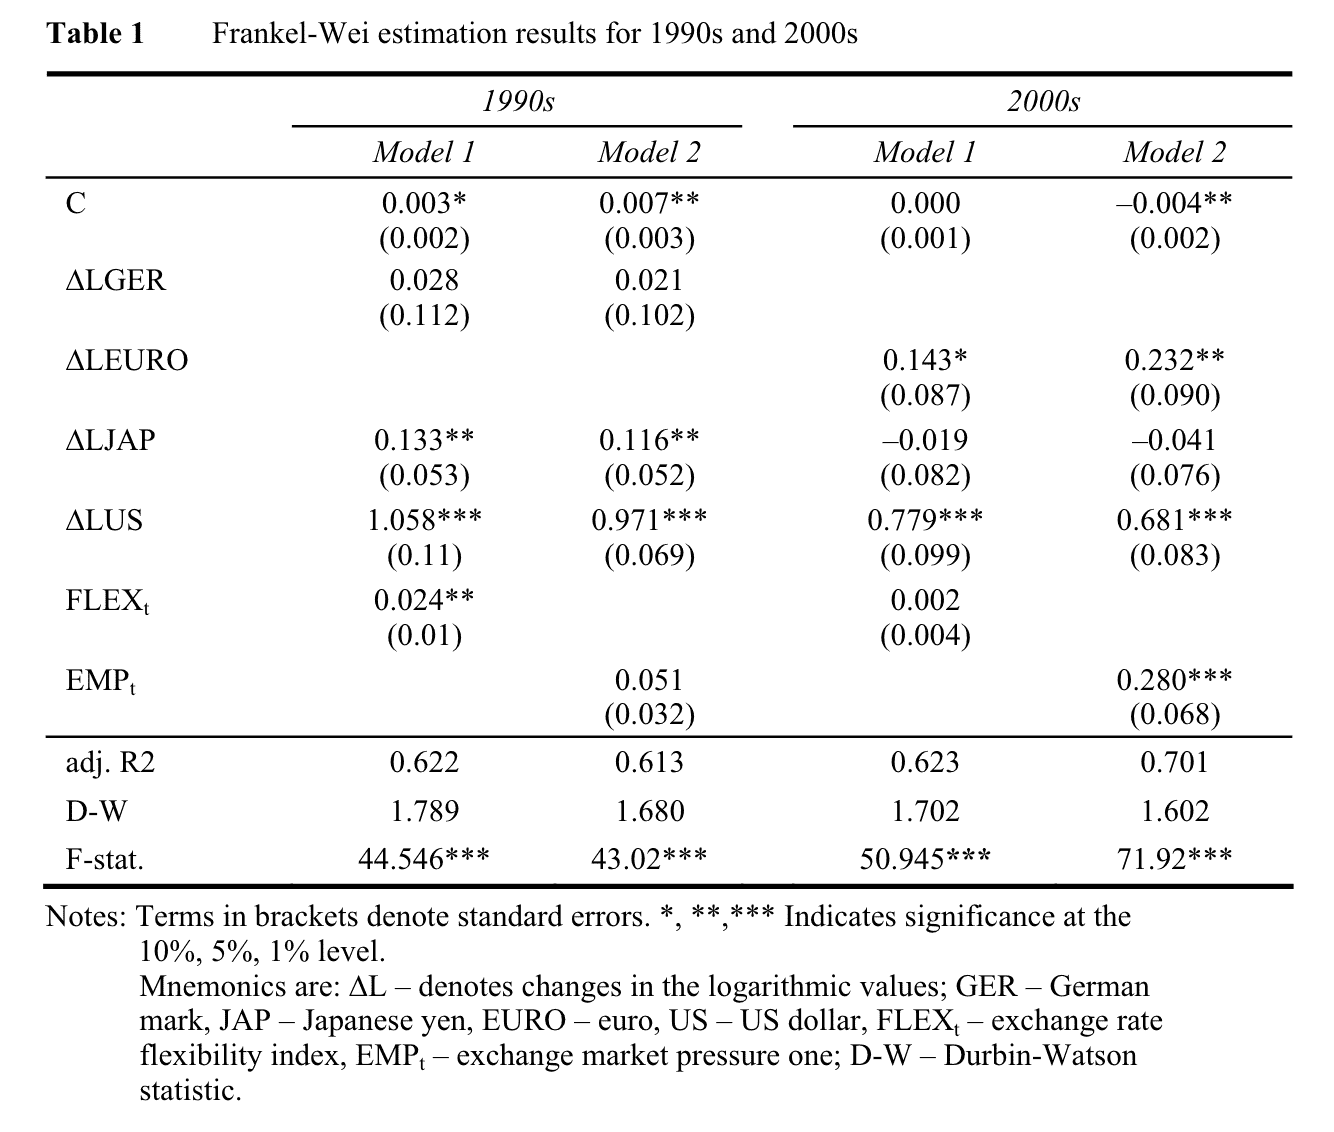 Table 1 Frankel-Wei estimation results for 1990s and 2000s
1990s 2000s
Model 1 Model 2 Model 1 Model 2
C 0.003* 0.007** 0.000 –0.004**
(0.002) (0.003) (0.001) (0.002)
ΔLGER 0.028 0.021
(0.112) (0.102)
ΔLEURO 0.143* 0.232**
(0.087) (0.090)
ΔLJAP 0.133** 0.116** –0.019 –0.041
(0.053) (0.052) (0.082) (0.076)
ΔLUS 1.058*** 0.971*** 0.779*** 0.681***
(0.11) (0.069) (0.099) (0.083)
FLEXt 0.024** 0.002
(0.01) (0.004)
EMPt 0.051 0.280***
(0.032) (0.068)
adj. R2 0.622 0.613 0.623 0.701
D-W 1.789 1.680 1.702 1.602
F-stat. 44.546*** 43.02*** 50.945*** 71.92***
Notes: Terms in brackets denote standard errors. *, **,*** Indicates significance at the
10%, 5%, 1% level.
Mnemonics are: ΔL – denotes changes in the logarithmic values; GER – German
mark, JAP – Japanese yen, EURO – euro, US – US dollar, FLEXt – exchange rate
flexibility index, EMPt – exchange market pressure one; D-W – Durbin-Watson
statistic.